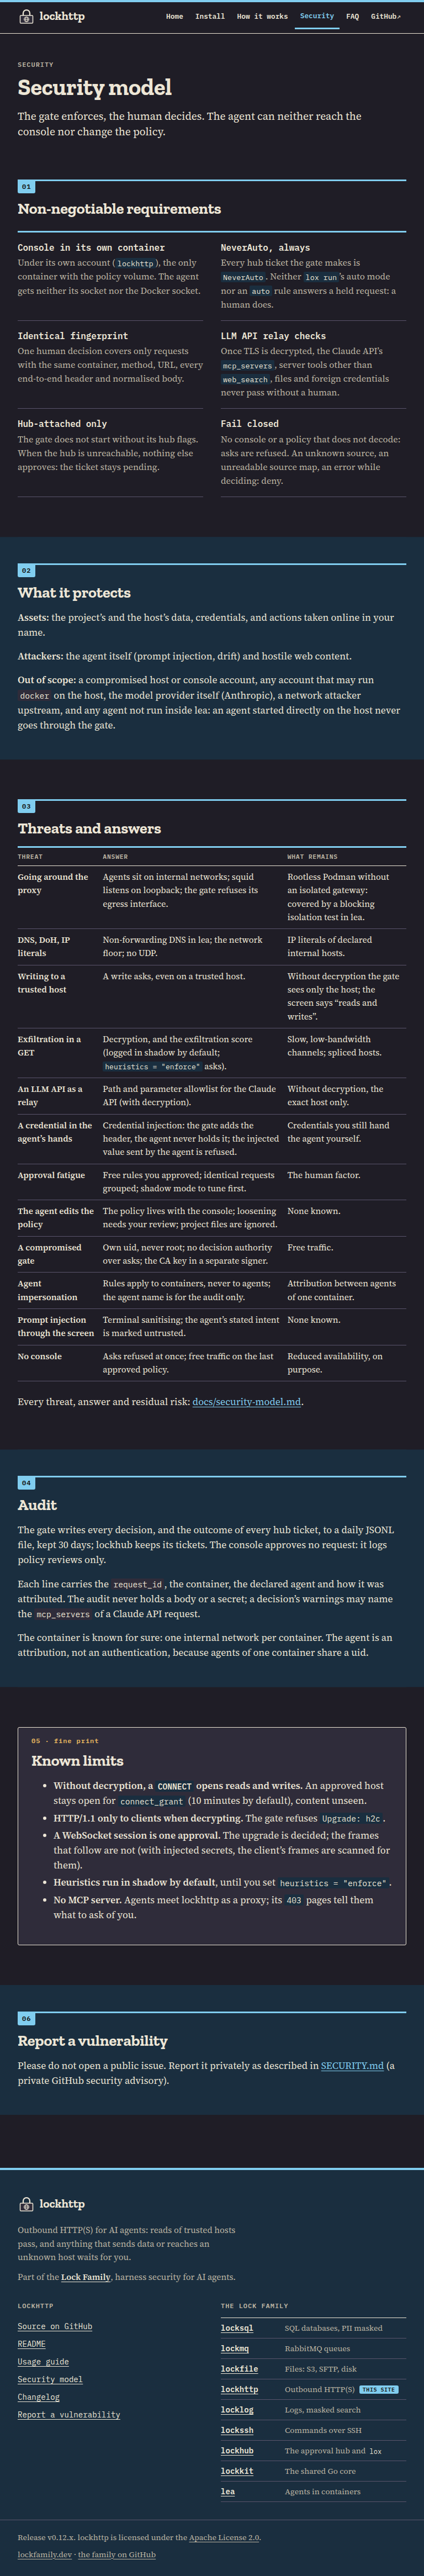 lockhttp
Home Install How it works Security FAQ GitHub↗
SECURITY
Security model
The gate enforces, the human decides. The agent can neither reach the
console nor change the policy.
01
Non-negotiable requirements
Console in its own container
Under its own account (lockhttp), the only
container with the policy volume. The agent
gets neither its socket nor the Docker socket.
NeverAuto, always
Every hub ticket the gate makes is
NeverAuto. Neither lox run's auto mode
nor an auto rule answers a held request: a
human does.
Identical fingerprint
One human decision covers only requests
with the same container, method, URL, every
end-to-end header and normalised body.
LLM API relay checks
Once TLS is decrypted, the Claude API's
mcp_servers, server tools other than
web_search, files and foreign credentials
never pass without a human.
Hub-attached only
The gate does not start without its hub flags.
When the hub is unreachable, nothing else
approves: the ticket stays pending.
Fail closed
No console or a policy that does not decode:
asks are refused. An unknown source, an
unreadable source map, an error while
deciding: deny.
02
What it protects
Assets: the project's and the host's data, credentials, and actions taken online in your
name.
Attackers: the agent itself (prompt injection, drift) and hostile web content.
Out of scope: a compromised host or console account, any account that may run
docker on the host, the model provider itself (Anthropic), a network attacker
upstream, and any agent not run inside lea: an agent started directly on the host never
goes through the gate.
03
Threats and answers
THREAT ANSWER WHAT REMAINS
Going around the
proxy
Agents sit on internal networks; squid
listens on loopback; the gate refuses its
egress interface.
Rootless Podman without
an isolated gateway:
covered by a blocking
isolation test in lea.
DNS, DoH, IP
literals
Non-forwarding DNS in lea; the network
floor; no UDP.
IP literals of declared
internal hosts.
Writing to a
trusted host
A write asks, even on a trusted host.
Without decryption the gate
sees only the host; the
screen says “reads and
writes”.
Exfiltration in a
GET
Decryption, and the exfiltration score
(logged in shadow by default;
heuristics = "enforce" asks).
Slow, low-bandwidth
channels; spliced hosts.
An LLM API as a
relay
Path and parameter allowlist for the Claude
API (with decryption).
Without decryption, the
exact host only.
A credential in the
agent's hands
Credential injection: the gate adds the
header, the agent never holds it; the injected
value sent by the agent is refused.
Credentials you still hand
the agent yourself.
Approval fatigue
Free rules you approved; identical requests
grouped; shadow mode to tune first.
The human factor.
The agent edits the
policy
The policy lives with the console; loosening
needs your review; project files are ignored.
None known.
A compromised
gate
Own uid, never root; no decision authority
over asks; the CA key in a separate signer.
Free traffic.
Agent
impersonation
Rules apply to containers, never to agents;
the agent name is for the audit only.
Attribution between agents
of one container.
Prompt injection
through the screen
Terminal sanitising; the agent's stated intent
is marked untrusted.
None known.
No console
Asks refused at once; free traffic on the last
approved policy.
Reduced availability, on
purpose.
Every threat, answer and residual risk: docs/security-model.md.
04
Audit
The gate writes every decision, and the outcome of every hub ticket, to a daily JSONL
file, kept 30 days; lockhub keeps its tickets. The console approves no request: it logs
policy reviews only.
Each line carries the request_id, the container, the declared agent and how it was
attributed. The audit never holds a body or a secret; a decision's warnings may name
the mcp_servers of a Claude API request.
The container is known for sure: one internal network per container. The agent is an
attribution, not an authentication, because agents of one container share a uid.
05 · fine print
Known limits
• Without decryption, a CONNECT opens reads and writes. An approved host
stays open for connect_grant (10 minutes by default), content unseen.
• HTTP/1.1 only to clients when decrypting. The gate refuses Upgrade: h2c.
• A WebSocket session is one approval. The upgrade is decided; the frames
that follow are not (with injected secrets, the client's frames are scanned for
them).
• Heuristics run in shadow by default, until you set heuristics = "enforce".
• No MCP server. Agents meet lockhttp as a proxy; its 403 pages tell them
what to ask of you.
06
Report a vulnerability
Please do not open a public issue. Report it privately as described in SECURITY.md (a
private GitHub security advisory).
lockhttp
Outbound HTTP(S) for AI agents: reads of trusted hosts
pass, and anything that sends data or reaches an
unknown host waits for you.
Part of the Lock Family, harness security for AI agents.
LOCKHTTP
Source on GitHub
README
Usage guide
Security model
Changelog
Report a vulnerability
THE LOCK FAMILY
locksql SQL databases, PII masked
lockmq RabbitMQ queues
lockfile Files: S3, SFTP, disk
lockhttp Outbound HTTP(S) THIS SITE
locklog Logs, masked search
lockssh Commands over SSH
lockhub The approval hub and lox
lockkit The shared Go core
lea Agents in containers
Release v0.12.x. lockhttp is licensed under the Apache License 2.0.
lockfamily.dev · the family on GitHub